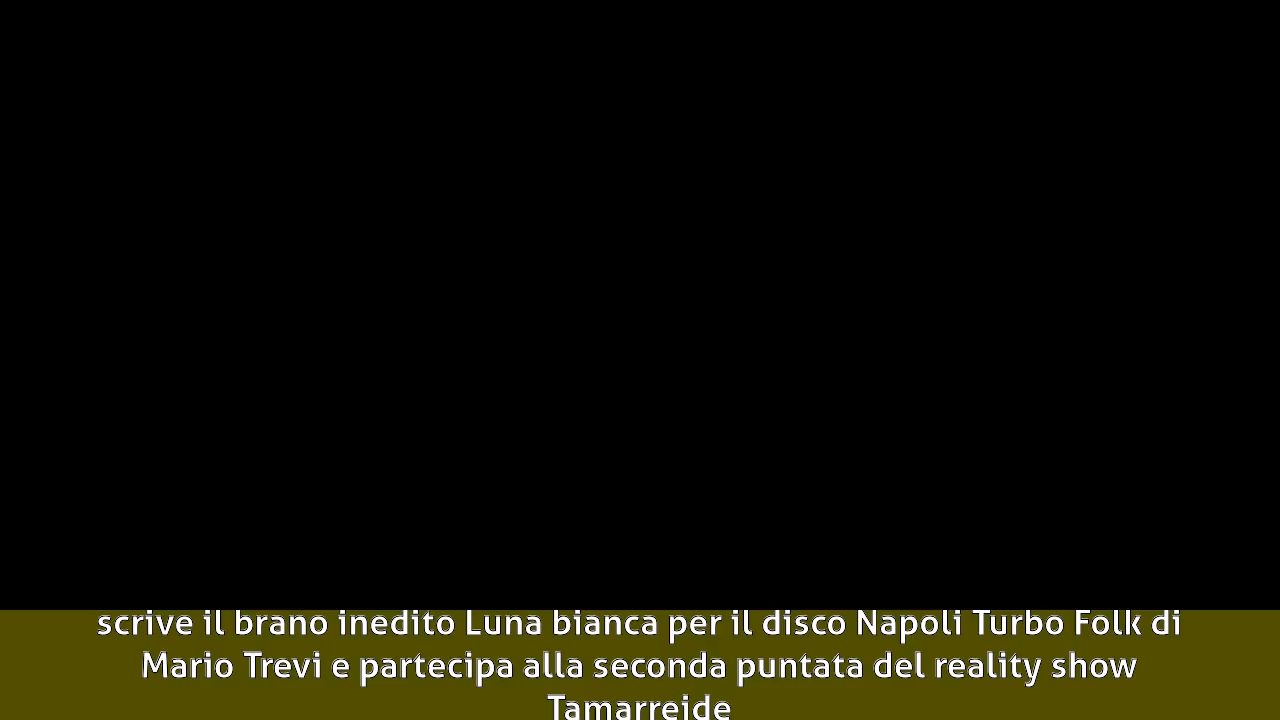 scrive il brano inedito Luna bianca per il disco Napoli Turbo Folk di
Mario Trevi e partecipa alla seconda puntata del reality show
Tamarreide